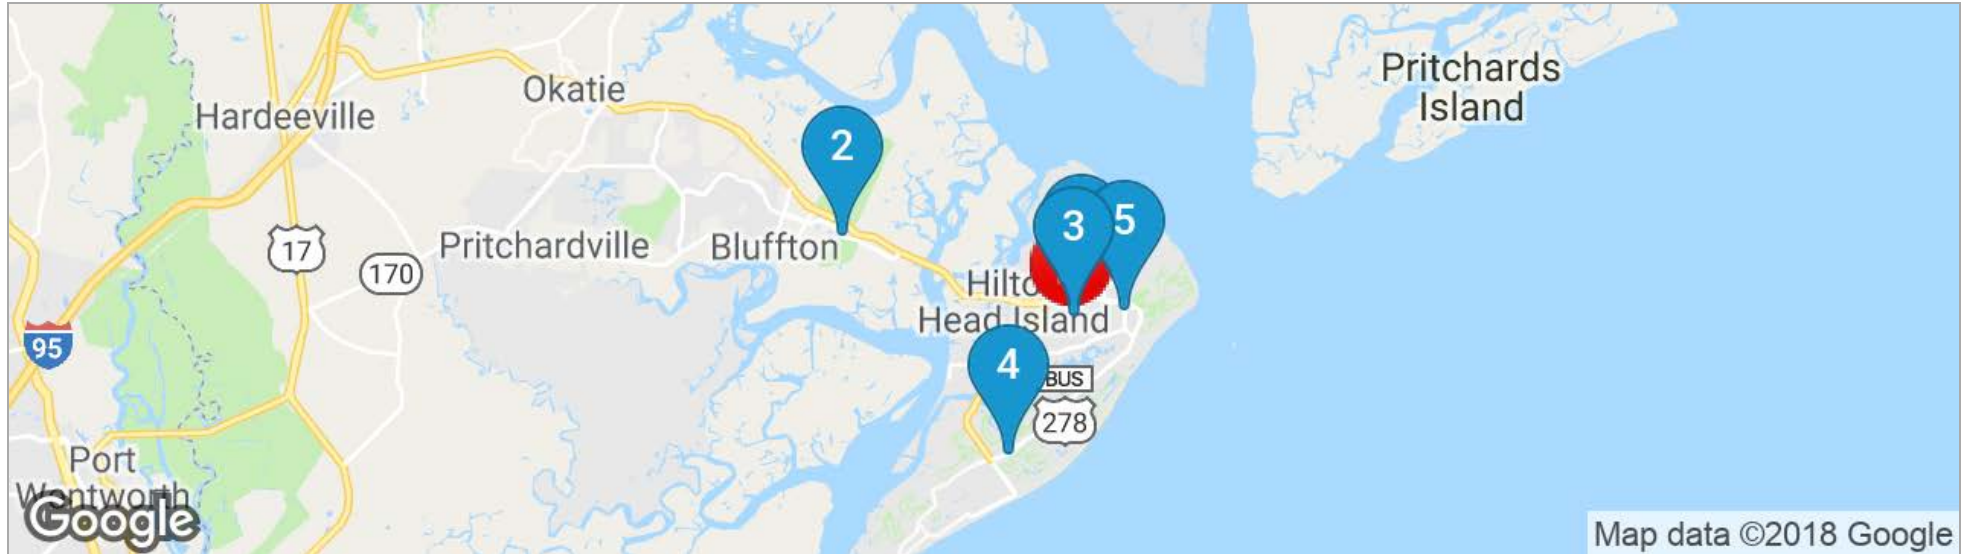 Pritchards
Island
Okatie
Hardeeville
2
3
5
17
170
Pritchardville
Bluffton
Hilto
Head Island
95
4
BUS
278
Port
Wentworth
Google
Map data ©2018 Google